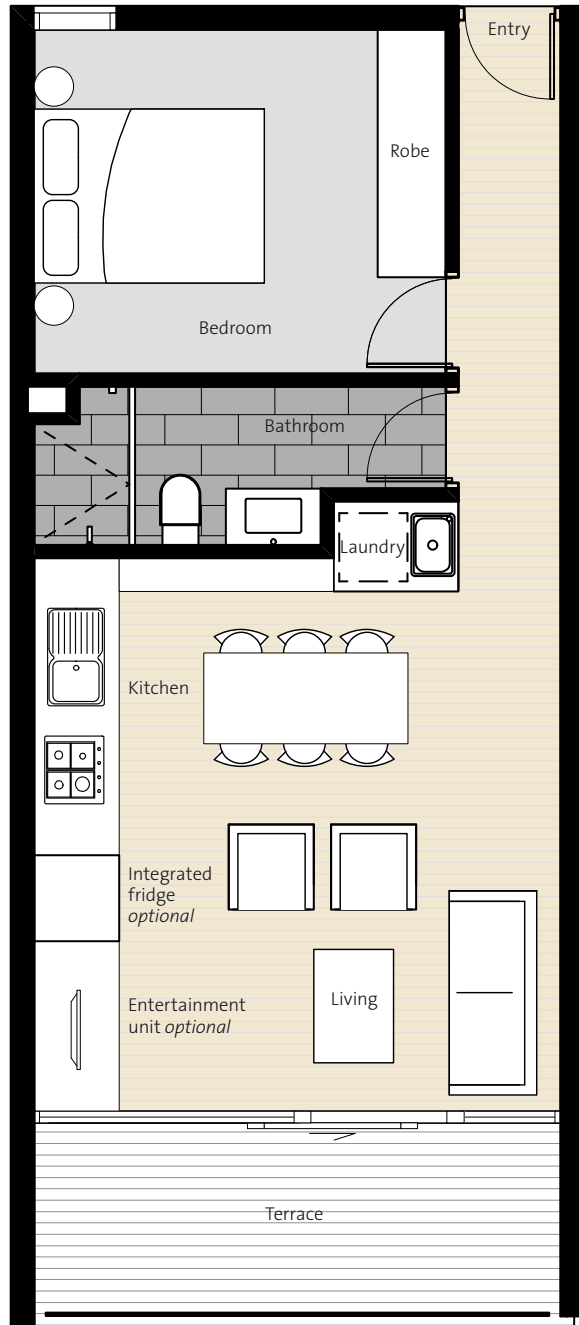 Entry
Robe
Bedroom
Bathroom
Laundry
Kitchen
Integrated
fridge
optional
Entertainment
unit optional
Living
Terrace